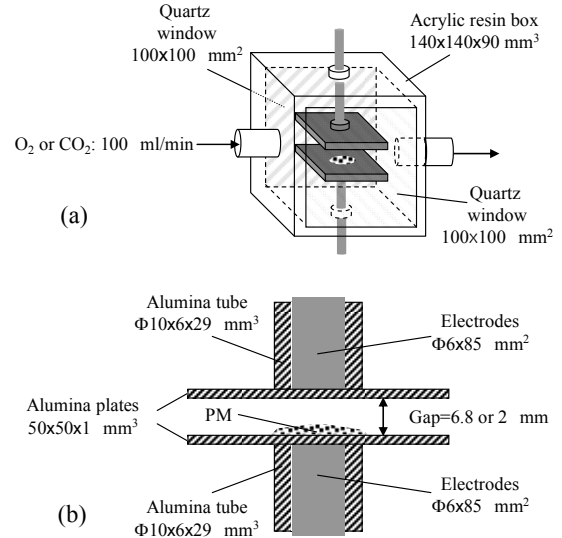 Quartz
window
100x100 mm²
Acrylic resin box
140x140x90 mm³
O₂ or CO₂: 100 ml/min
Quartz
window
100x100 mm²
(a)
Alumina tube
Φ10x6x29 mm³
Electrodes
Φ6x85 mm²
Alumina plates
50x50x1 mm³
PM
Gap=6.8 or 2 mm
Alumina tube
Φ10x6x29 mm³
Electrodes
Φ6x85 mm²
(b)